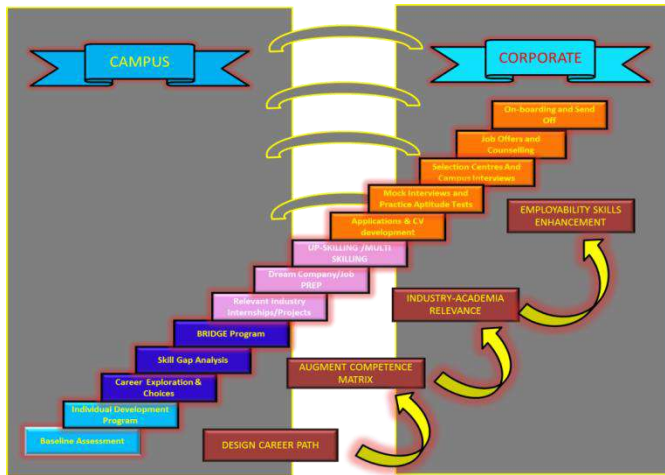 CAMPUS
CORPORATE
On-boarding and Send
Off
Job Offers and
Counselling
Selection Centres And
Campus Interviews
Mock Interviews and
Practice Aptitude Tests
Applications & CV
development
UP-SKILLING /MULTI
SKILLING
Dream Company/Job
PREP
Relevant Industry
Internships/Projects
BRIDGE Program
Skill Gap Analysis
Career Exploration &
Choices
Individual Development
Program
Baseline Assessment
EMPLOYABILITY SKILLS
ENHANCEMENT
INDUSTRY-ACADEMIA
RELEVANCE
AUGMENT COMPETENCE
MATRIX
DESIGN CAREER PATH